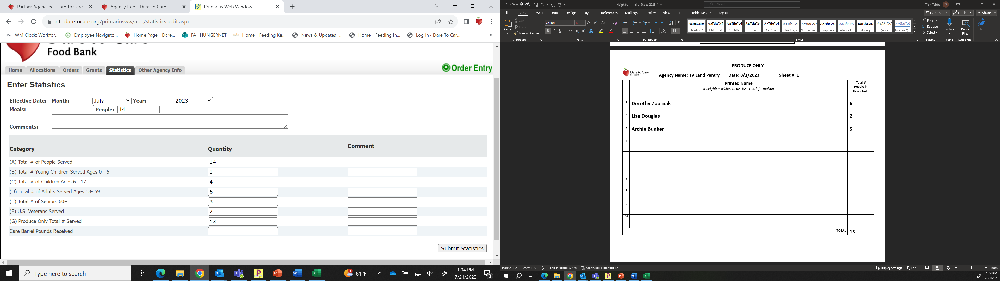 Partner Agencies - Dare To Care
Agency Info - Dare To Care
Primarius Web Window
dtc.daretocare.org/primariusww/app/statistics_edit.aspx
WM Clock: Workfor...
Employee Navigato...
Home Page - Dare...
FA | HUNGERNET
Home - Feeding Ke...
News & Updates -...
Home - Feeding In...
Log In ‹ Dare To Car...
»
Food Bank
Home
Allocations
Orders
Grants
Statistics
Other Agency Info
Order Entry
Enter Statistics
Effective Date: Month: July Year: 2023
Meals: People: 14
Comments:
Category Quantity Comment
(A) Total # of People Served 14
(B) Total # Young Children Served Ages 0 - 5 1
(C) Total # of Children Ages 6 - 17 4
(D) Total # of Adults Served Ages 18- 59 6
(E) Total # of Seniors 60+ 3
(F) U.S. Veterans Served 2
(G) Produce Only Total # Served 13
Care Barrel Pounds Received
Submit Statistics
Type here to search
81°F
1:04 PM
7/21/2023
3
AutoSave Off
Neighbor-Intake-Sheet_2023-1
Search
Trish Tobbe TT
File Home Insert Draw Design Layout References Mailings Review View Help Table Design Layout
Comments Editing Share
Paste
Cut
Copy
Format Painter
Calibri 10
AaBbCcDd AaBbCcI AaBbCcl AaBbCcl AaBbCcI AaBbCc AaBbCcD AaBbCcD AaBbCcD AaBbCcD AaBbCcL AaBbCcL
Heading 1 ¶ Normal Subtitle Title ¶ No Spac... Heading 2 Subtle Em... Emphasis Intense E... Strong Quote Intense Q...
Find
Replace
Select
Dictate
Reuse Files
Editor
Clipboard Font Paragraph Styles Editing Voice Reuse Files Editor
PRODUCE ONLY
Dare to Care
Food Bank
Agency Name: TV Land Pantry Date: 8/1/2023 Sheet #: 1
Printed Name
if neighbor wishes to disclose this information
Total #
People in
Household
1 Dorothy Zbornak 6
2 Lisa Douglas 2
3 Archie Bunker 5
4
5
6
7
8
9
10
TOTAL 13
Page 2 of 2 225 words Text Predictions: On Accessibility: Investigate
Display Settings Focus 100%
1:04 PM
7/21/2023